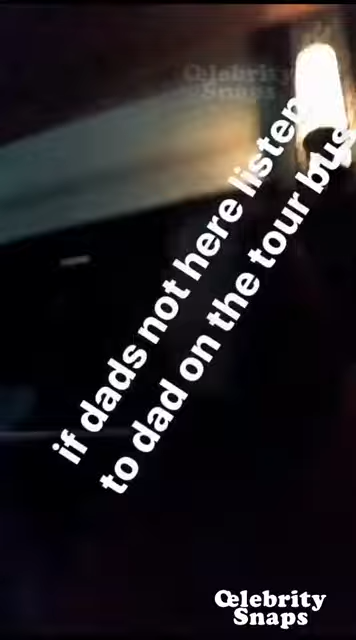 Celebrity
Snaps
if dads not here listen
to dad on the tour bus
Celebrity
Snaps